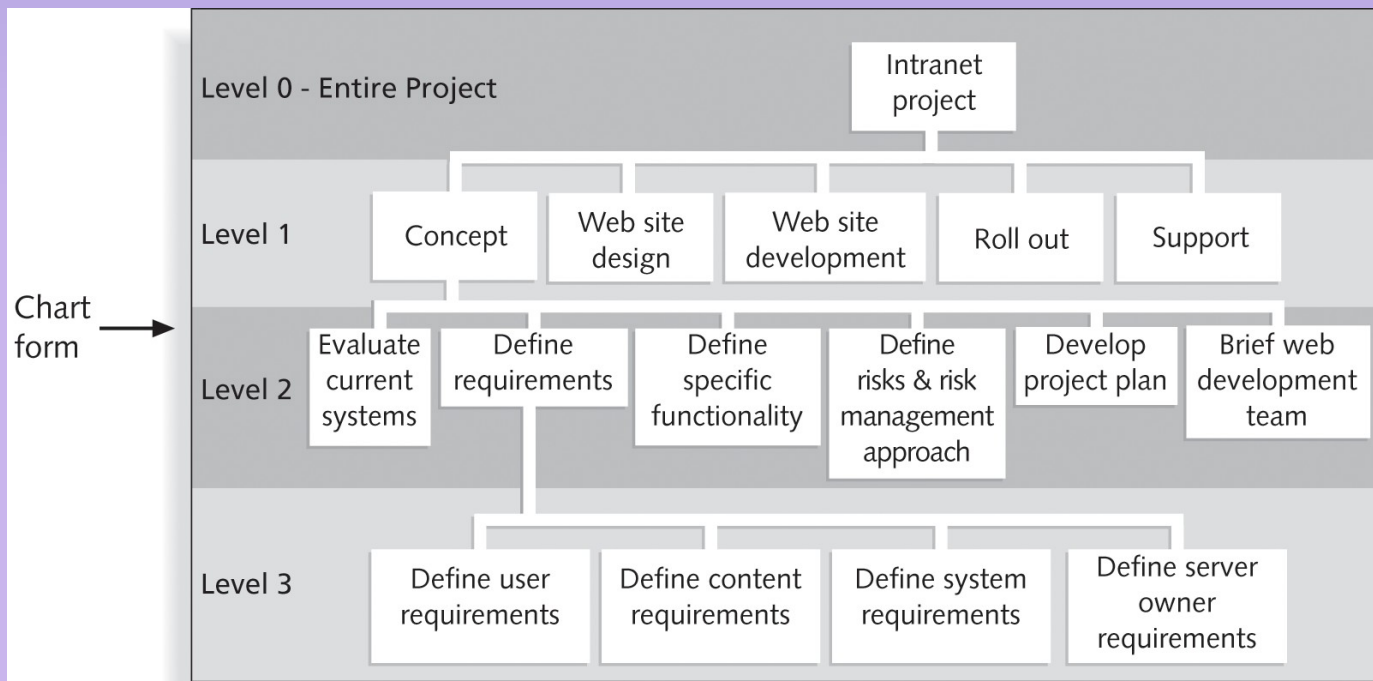 Chart
form
Level 0 - Entire Project
Intranet
project
Level 1
Concept
Web site
design
Web site
development
Roll out
Support
Level 2
Evaluate
current
systems
Define
requirements
Define
specific
functionality
Define
risks & risk
management
approach
Develop
project plan
Brief web
development
team
Level 3
Define user
requirements
Define content
requirements
Define system
requirements
Define server
owner
requirements